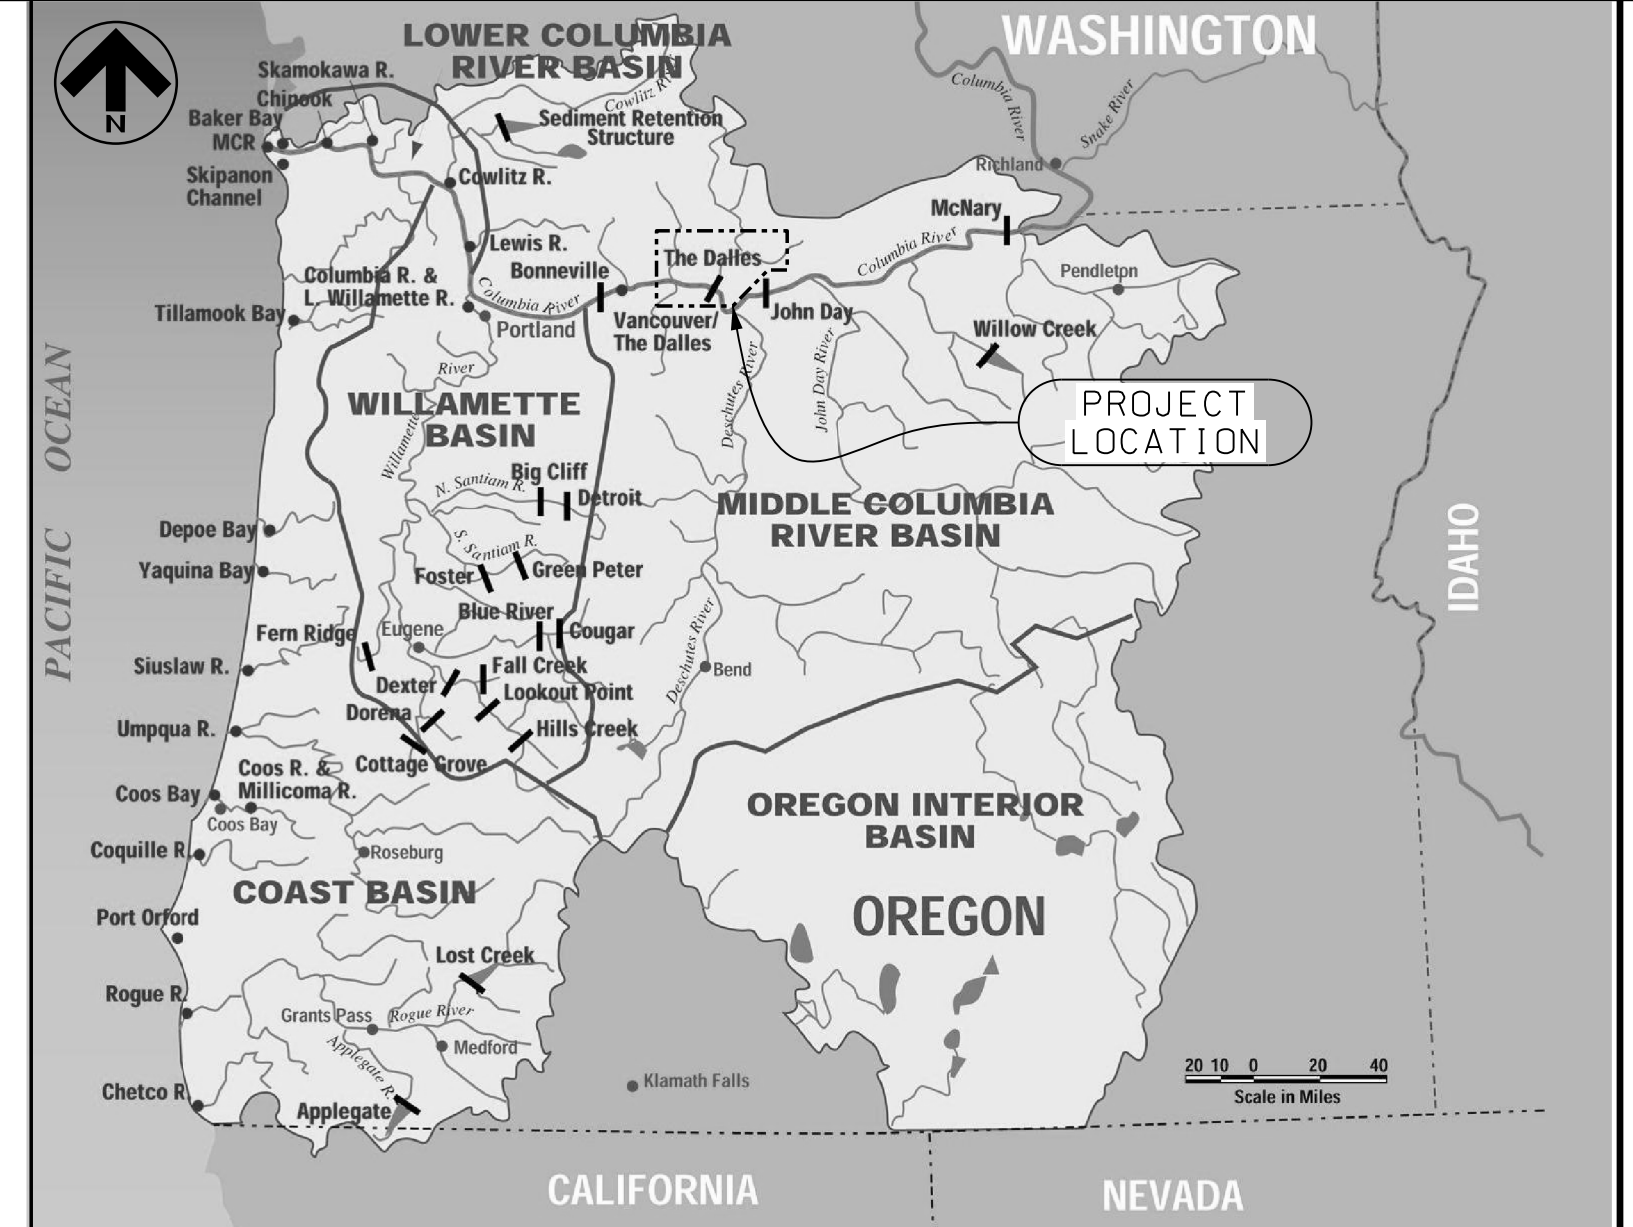 LOWER COLUMBIA
RIVER BASIN
WASHINGTON
N
Skamokawa R.
Chinook
Baker Bay
MCR
Skipanon
Channel
Cowlitz River
Sediment Retention
Structure
Cowlitz R.
Columbia River
Snake River
Richland
McNary
Lewis R.
Bonneville
The Dalles
Columbia River
Pendleton
Columbia R. &
L. Willamette R.
Columbia River
Tillamook Bay
Portland
Vancouver/
The Dalles
John Day
Willow Creek
PACIFIC OCEAN
River
Willamette
WILLAMETTE
BASIN
Deschutes River
John Day River
PROJECT
LOCATION
Big Cliff
N. Santiam R.
Detroit
MIDDLE COLUMBIA
RIVER BASIN
IDAHO
Depoe Bay
S. Santiam R.
Yaquina Bay
Foster
Green Peter
Blue River
Fern Ridge
Eugene
Cougar
Deschutes River
Siuslaw R.
Fall Creek
Bend
Dexter
Lookout Point
Dorena
Umpqua R.
Hills Creek
Cottage Grove
Coos R. &
Millicoma R.
Coos Bay
Coos Bay
OREGON INTERIOR
BASIN
Coquille R.
Roseburg
COAST BASIN
OREGON
Port Orford
Lost Creek
Rogue R.
Grants Pass
Rogue River
Applegate R.
Medford
Klamath Falls
Chetco R.
Applegate
20 10 0 20 40
Scale in Miles
CALIFORNIA
NEVADA